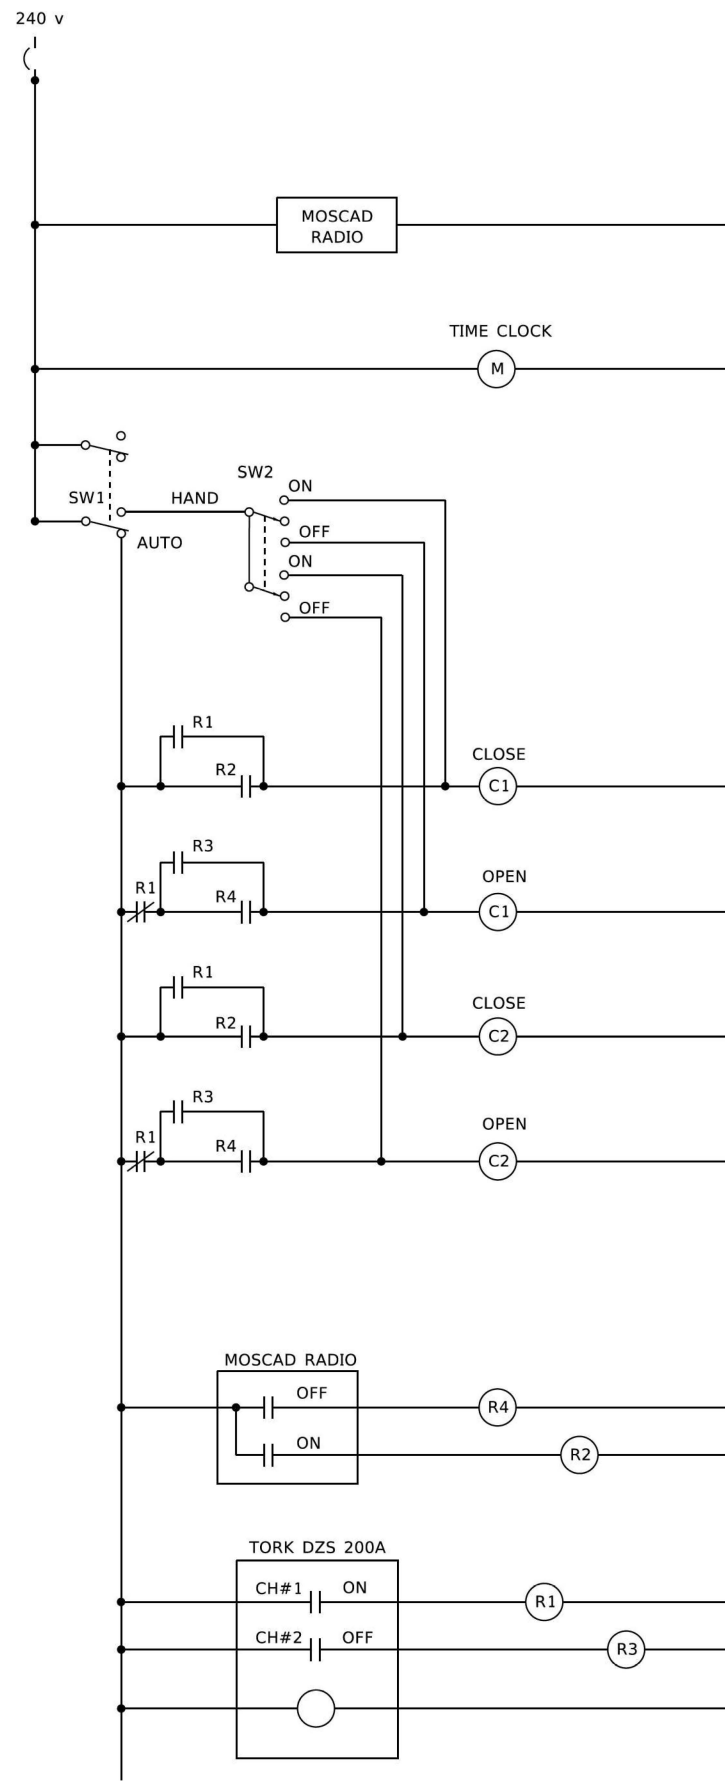 240 v
MOSCAD
RADIO
TIME CLOCK
M
SW2
ON
SW1
HAND
OFF
AUTO
ON
OFF
R1
CLOSE
R2
C1
R3
OPEN
R1
R4
C1
R1
CLOSE
R2
C2
R3
OPEN
R1
R4
C2
MOSCAD RADIO
OFF
R4
ON
R2
TORK DZS 200A
CH#1 ON
R1
CH#2 OFF
R3